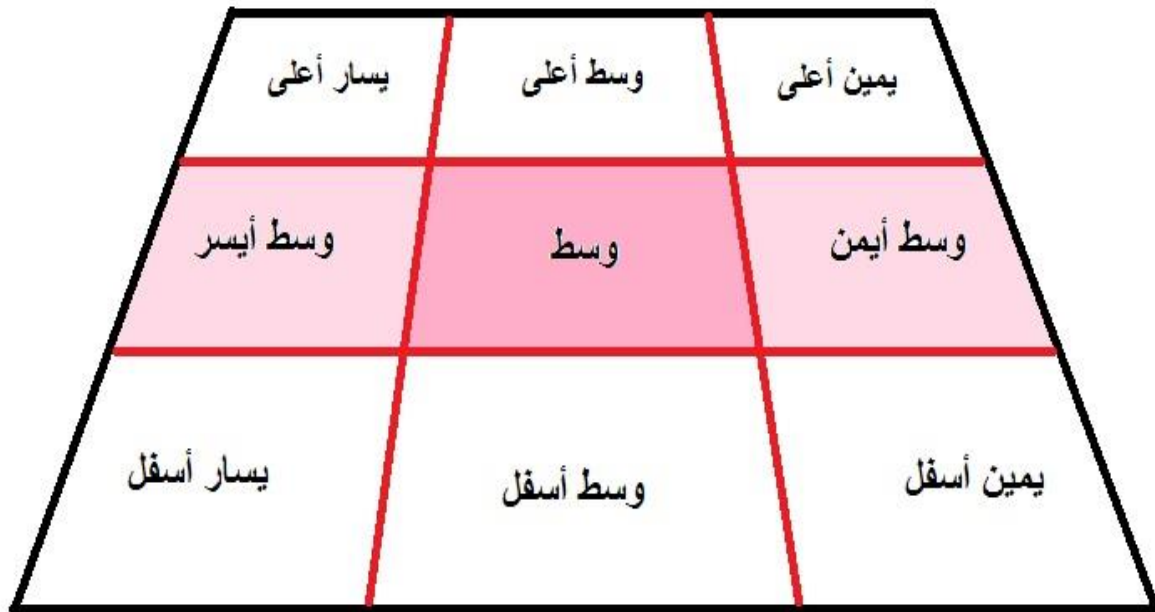 يمين أعلى
وسط أعلى
يسار أعلى
وسط أيمن
وسط
وسط أيسر
يمين أسفل
وسط أسفل
يسار أسفل